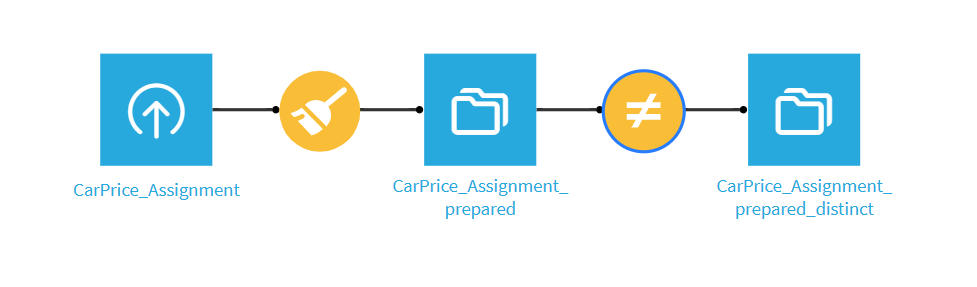 CarPrice_Assignment
CarPrice_Assignment_
prepared
≠
CarPrice_Assignment_
prepared_distinct